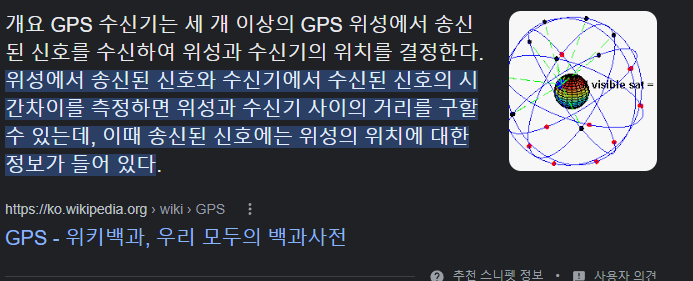 개요 GPS 수신기는 세 개 이상의 GPS 위성에서 송신
된 신호를 수신하여 위성과 수신기의 위치를 결정한다.
위성에서 송신된 신호와 수신기에서 수신된 신호의 시
간차이를 측정하면 위성과 수신기 사이의 거리를 구할
수 있는데, 이때 송신된 신호에는 위성의 위치에 대한
정보가 들어 있다.
visible sat =
https://ko.wikipedia.org › wiki › GPS
GPS - 위키백과, 우리 모두의 백과사전
추천 스니펫 정보 • 사용자 의견